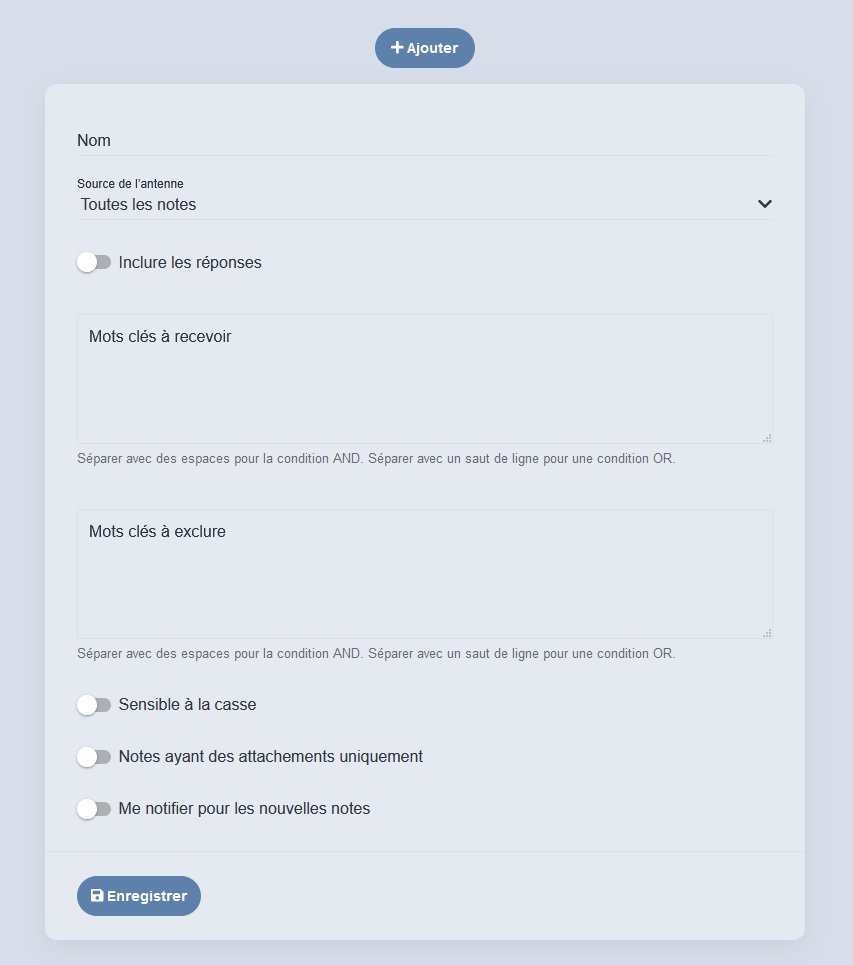 Ajouter
Nom
Source de l’antenne
Toutes les notes
Inclure les réponses
Mots clés à recevoir
Séparer avec des espaces pour la condition AND. Séparer avec un saut de ligne pour une condition OR.
Mots clés à exclure
Séparer avec des espaces pour la condition AND. Séparer avec un saut de ligne pour une condition OR.
Sensible à la casse
Notes ayant des attachements uniquement
Me notifier pour les nouvelles notes
Enregistrer